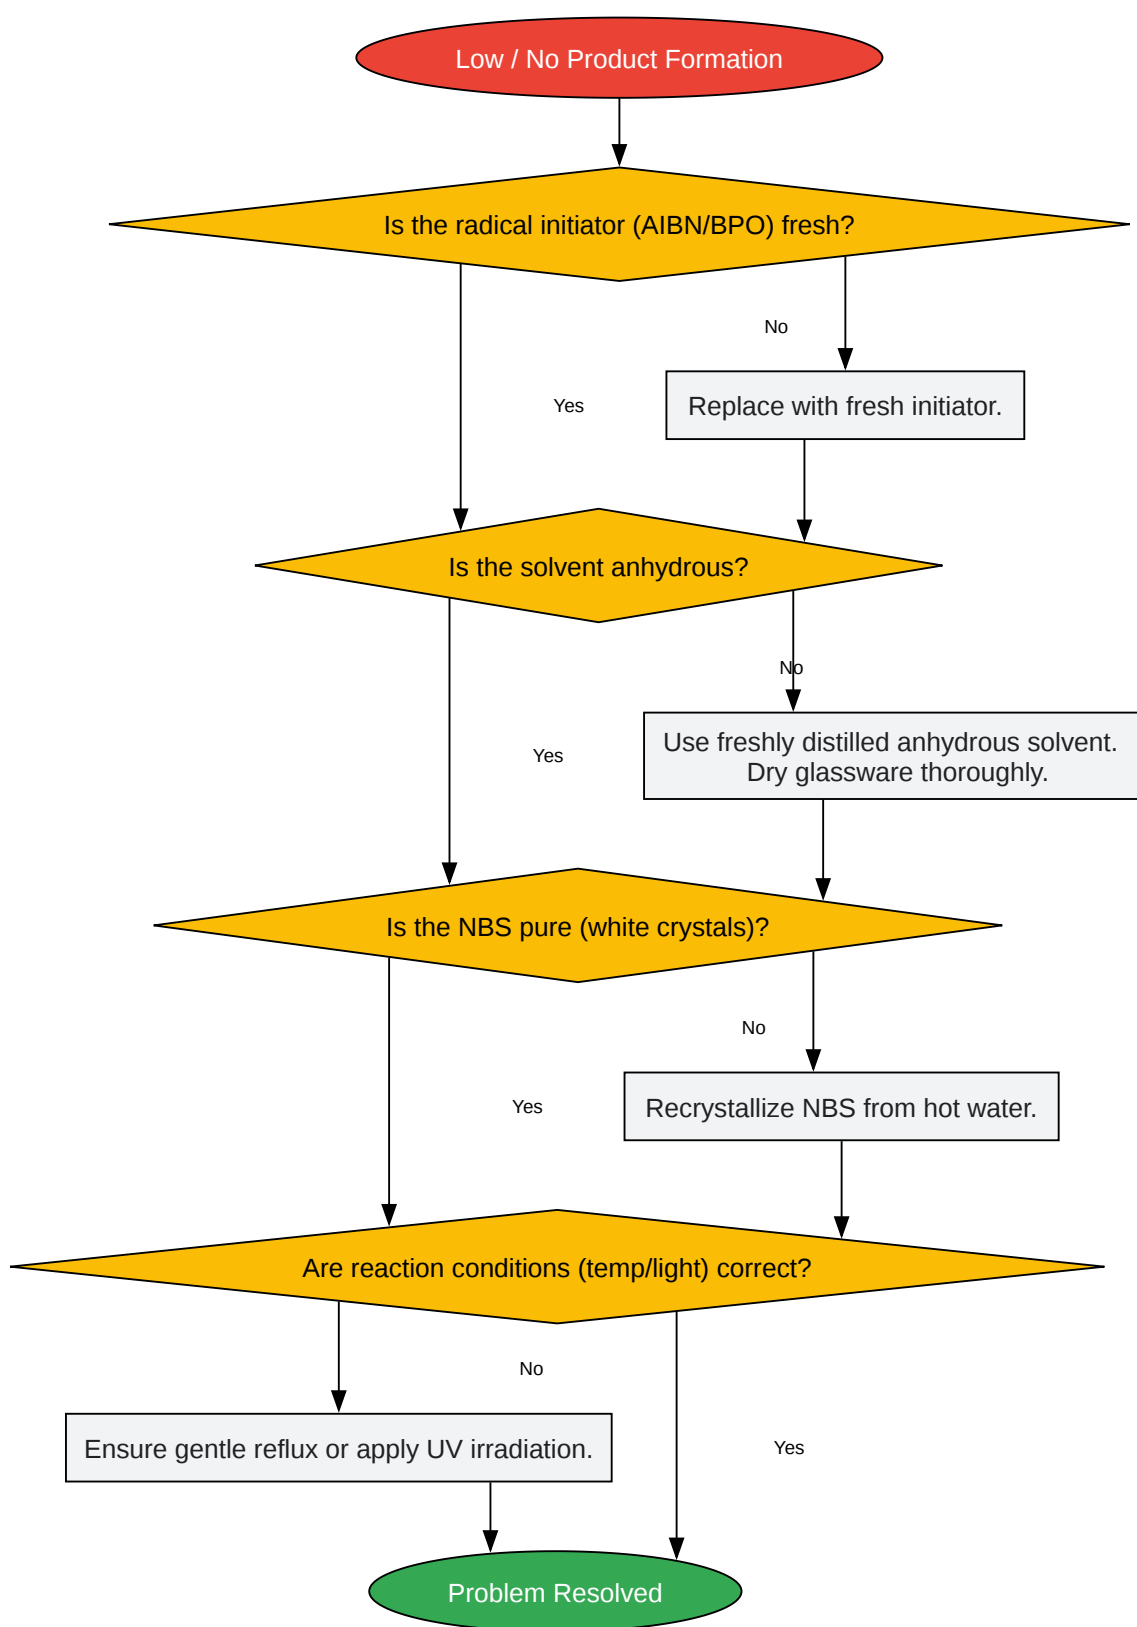 Low / No Product Formation
Is the radical initiator (AIBN/BPO) fresh?
No
Yes
Replace with fresh initiator.
Is the solvent anhydrous?
No
Yes
Use freshly distilled anhydrous solvent.
Dry glassware thoroughly.
Is the NBS pure (white crystals)?
No
Yes
Recrystallize NBS from hot water.
Are reaction conditions (temp/light) correct?
No
Ensure gentle reflux or apply UV irradiation.
Yes
Problem Resolved